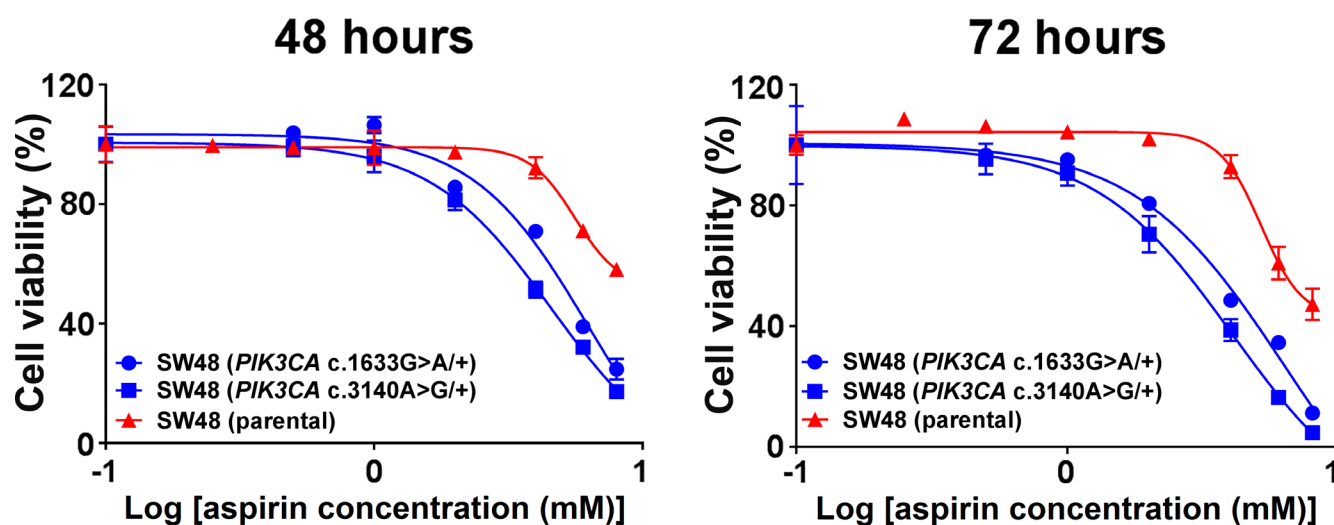 48 hours
120
80
40
0
Cell viability (%)
SW48 (PIK3CA c.1633G>A/+)
SW48 (PIK3CA c.3140A>G/+)
SW48 (parental)
-1
0
1
Log [aspirin concentration (mM)]
72 hours
120
80
40
0
Cell viability (%)
SW48 (PIK3CA c.1633G>A/+)
SW48 (PIK3CA c.3140A>G/+)
SW48 (parental)
-1
0
1
Log [aspirin concentration (mM)]